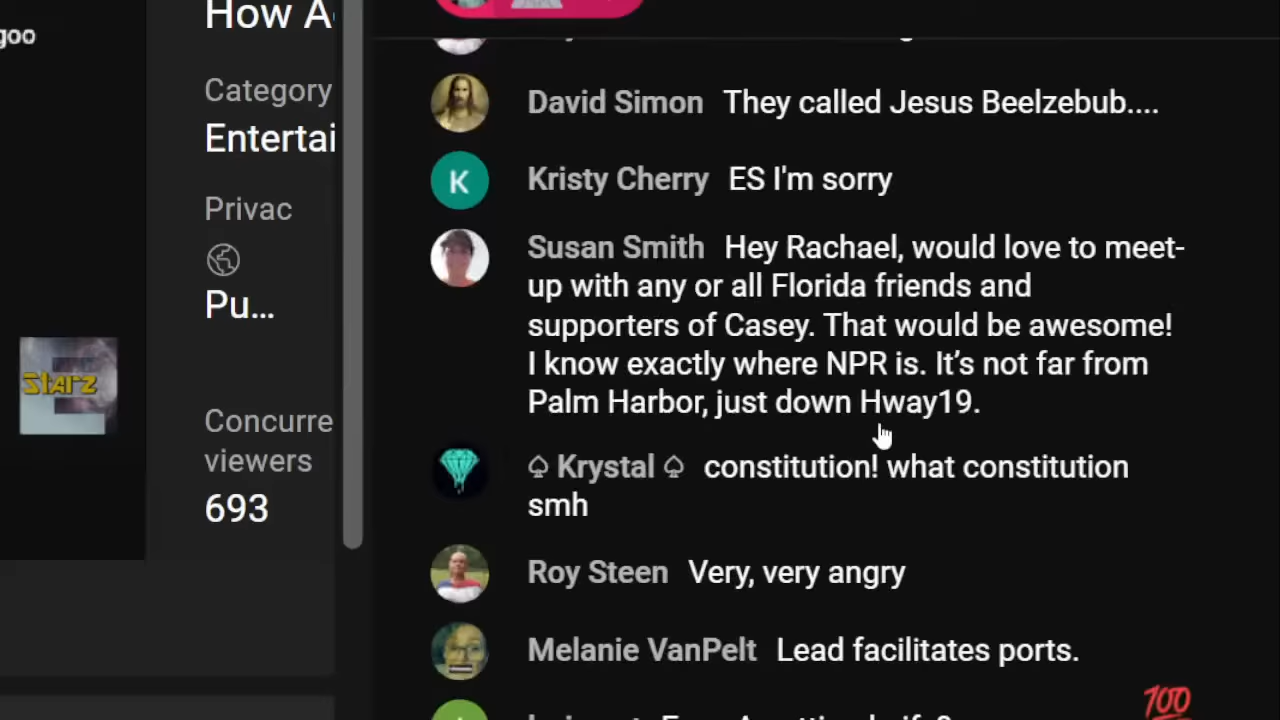 goo
How A
Category
Entertai
Privac
Pu...
Starz
Concurre
viewers
693
David Simon They called Jesus Beelzebub....
K
Kristy Cherry ES I'm sorry
Susan Smith Hey Rachael, would love to meet-
up with any or all Florida friends and
supporters of Casey. That would be awesome!
I know exactly where NPR is. It’s not far from
Palm Harbor, just down Hway19.
♤ Krystal ♤ constitution! what constitution
smh
Roy Steen Very, very angry
Melanie VanPelt Lead facilitates ports.
100